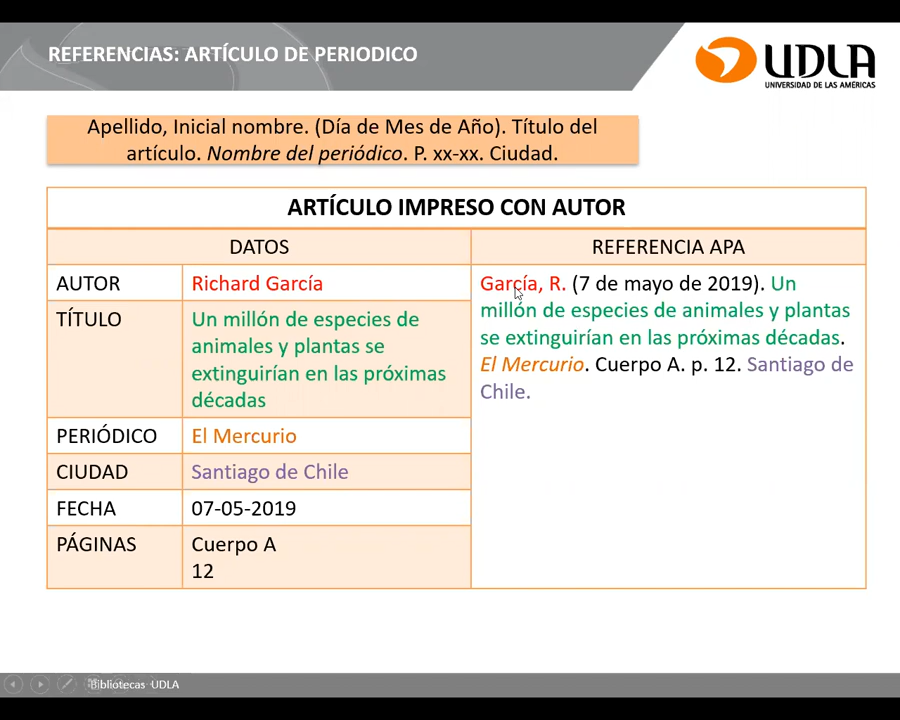 REFERENCIAS: ARTÍCULO DE PERIODICO
UDLA
UNIVERSIDAD DE LAS AMÉRICAS
Apellido, Inicial nombre. (Día de Mes de Año). Título del
artículo. Nombre del periódico. P. xx-xx. Ciudad.
ARTÍCULO IMPRESO CON AUTOR
DATOS
REFERENCIA APA
AUTOR
Richard García
TÍTULO
Un millón de especies de
animales y plantas se
extinguirían en las próximas
décadas
PERIÓDICO
El Mercurio
CIUDAD
Santiago de Chile
FECHA
07-05-2019
PÁGINAS
Cuerpo A
12
García, R. (7 de mayo de 2019). Un
millón de especies de animales y plantas
se extinguirían en las próximas décadas.
El Mercurio. Cuerpo A. p. 12. Santiago de
Chile.
Bibliotecas UDLA